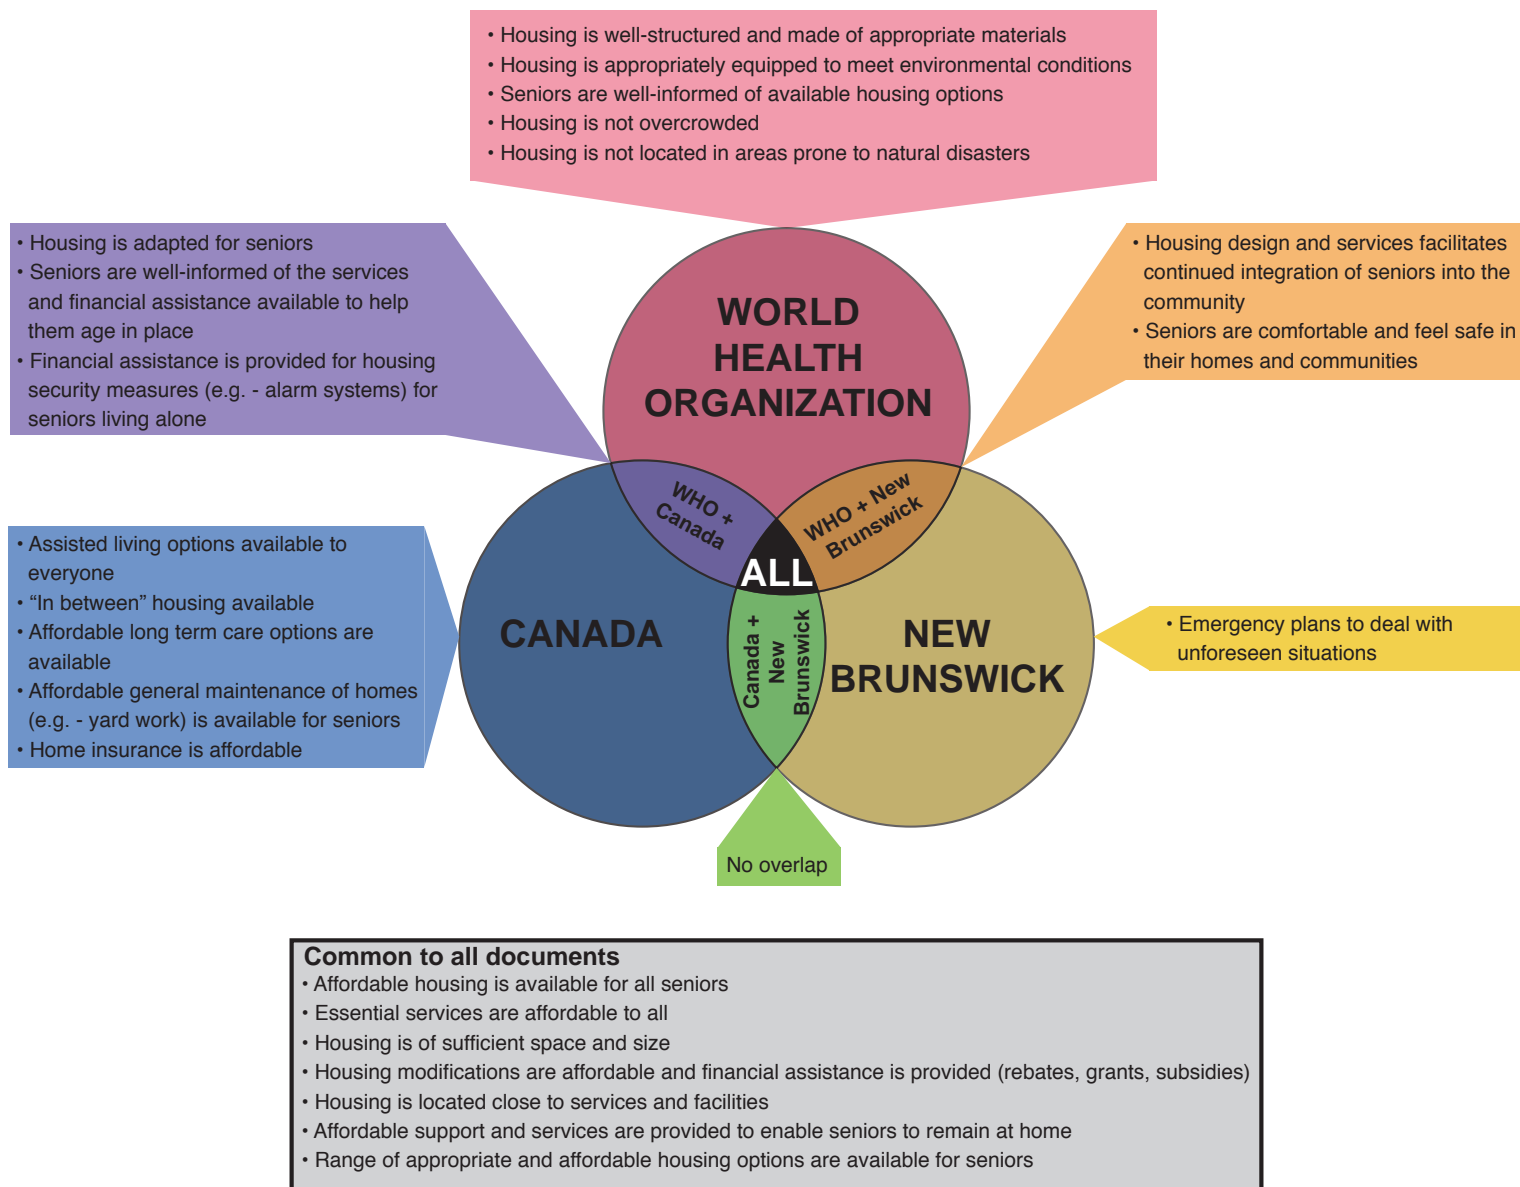 • Housing is well-structured and made of appropriate materials
• Housing is appropriately equipped to meet environmental conditions
• Seniors are well-informed of available housing options
• Housing is not overcrowded
• Housing is not located in areas prone to natural disasters
• Housing is adapted for seniors
• Seniors are well-informed of the services
and financial assistance available to help
them age in place
• Financial assistance is provided for housing
security measures (e.g. - alarm systems) for
seniors living alone
• Housing design and services facilitates
continued integration of seniors into the
community
• Seniors are comfortable and feel safe in
their homes and communities
WORLD
HEALTH
ORGANIZATION
WHO +
Canada
WHO + New
Brunswick
ALL
• Assisted living options available to
everyone
• “In between” housing available
• Affordable long term care options are
available
• Affordable general maintenance of homes
(e.g. - yard work) is available for seniors
• Home insurance is affordable
CANADA
Canada +
New
Brunswick
NEW
BRUNSWICK
• Emergency plans to deal with
unforeseen situations
No overlap
Common to all documents
• Affordable housing is available for all seniors
• Essential services are affordable to all
• Housing is of sufficient space and size
• Housing modifications are affordable and financial assistance is provided (rebates, grants, subsidies)
• Housing is located close to services and facilities
• Affordable support and services are provided to enable seniors to remain at home
• Range of appropriate and affordable housing options are available for seniors